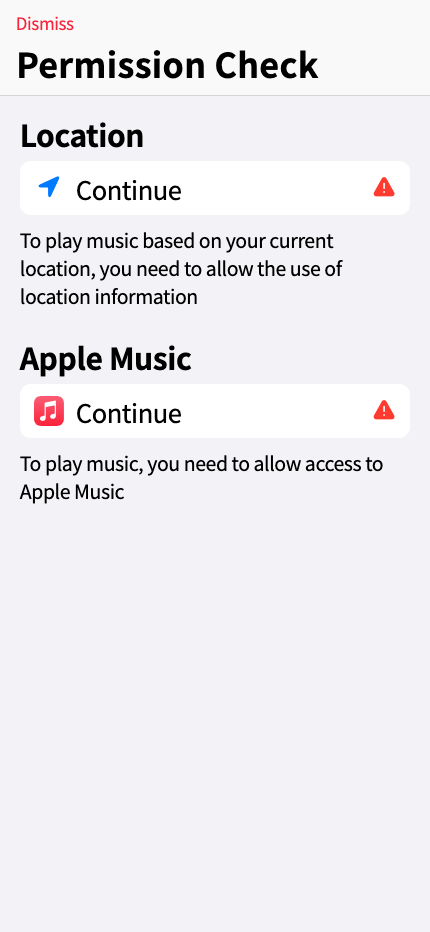 Dismiss
Permission Check
Location
Continue
To play music based on your current
location, you need to allow the use of
location information
Apple Music
Continue
To play music, you need to allow access to
Apple Music